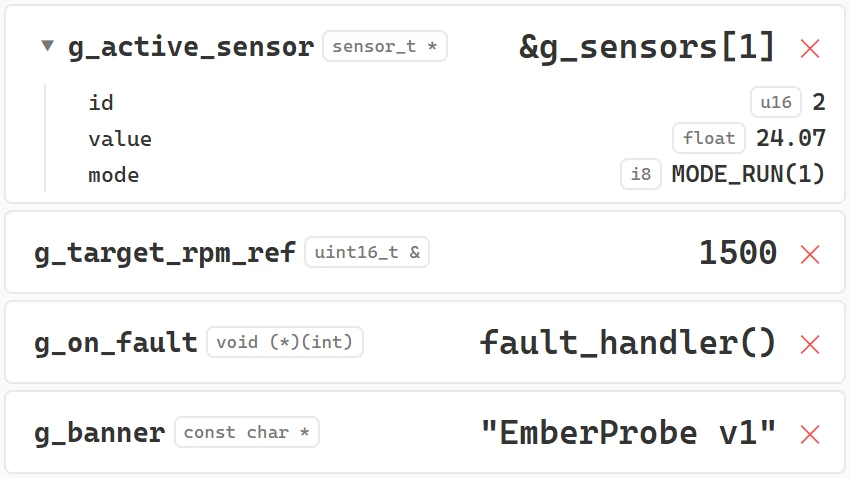 ▼ g_active_sensor sensor_t * &g_sensors[1] ×
id u16 2
value float 24.07
mode i8 MODE_RUN(1)
g_target_rpm_ref uint16_t & 1500 ×
g_on_fault void (*)(int) fault_handler() ×
g_banner const char * "EmberProbe v1" ×